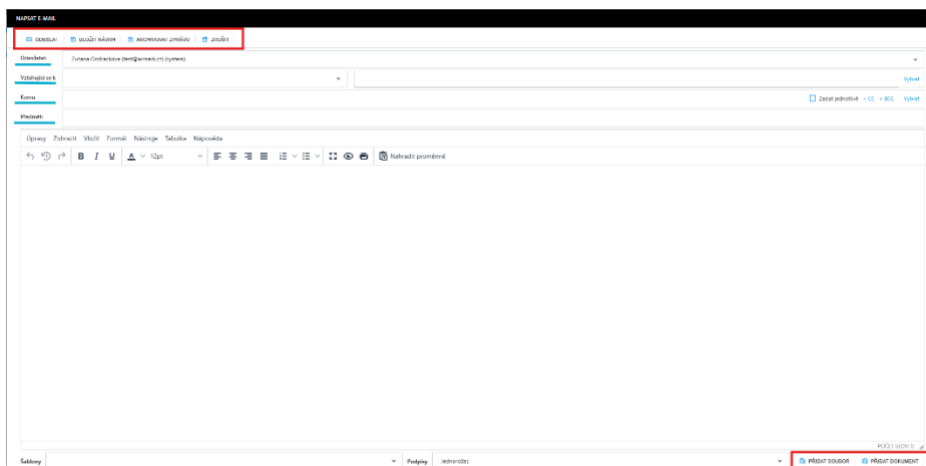 NAPSAT E-MAIL
ODESLAT ULOŽIT NÁVRH ARCHIVOVAT ZPRÁVU ZRUŠIT
Odesílatel:
Vztahující se k Vybrat
Komu Zaslat jednotlivě + CC + BCC Vybrat
Předmět:
Úpravy Zobrazit Vložit Formát Nástroje Tabulka Nápověda
B I U A 12pt Nahradit proměnné
Šablony Podpisy Jednorožec PŘIDAT SOUBOR PŘIDAT DOKUMENT